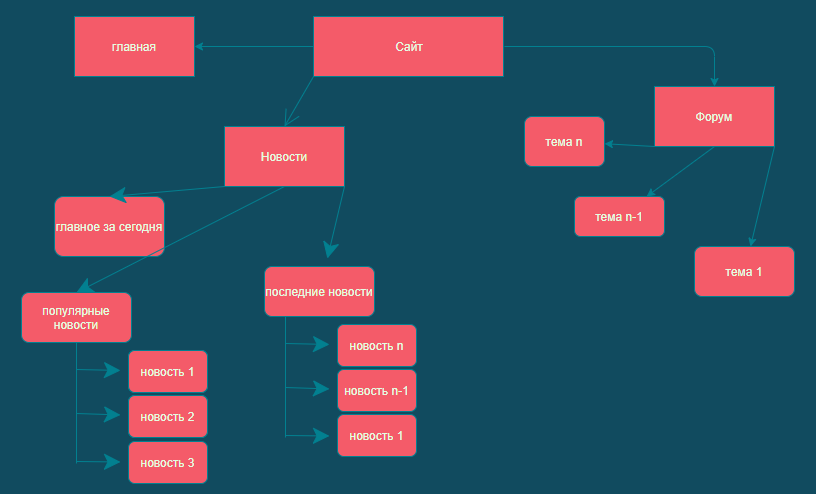 главная
Сайт
Форум
тема n
Новости
тема n-1
главное за сегодня
тема 1
последние новости
популярные
новости
новость n
новость 1
новость n-1
новость 2
новость 1
новость 3